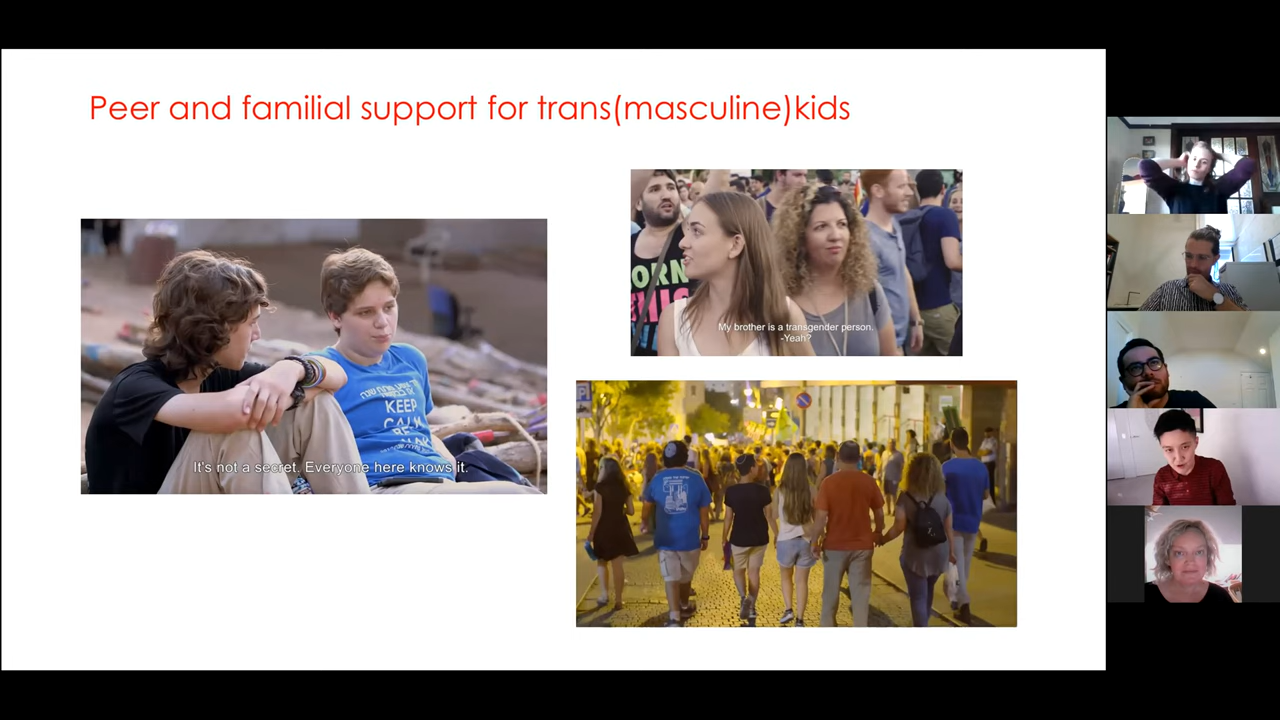 Peer and familial support for trans(masculine)kids
My brother is a transgender person.
-Yeah?
ORN
KEEP
CALM
It's not a secret. Everyone here knows it.